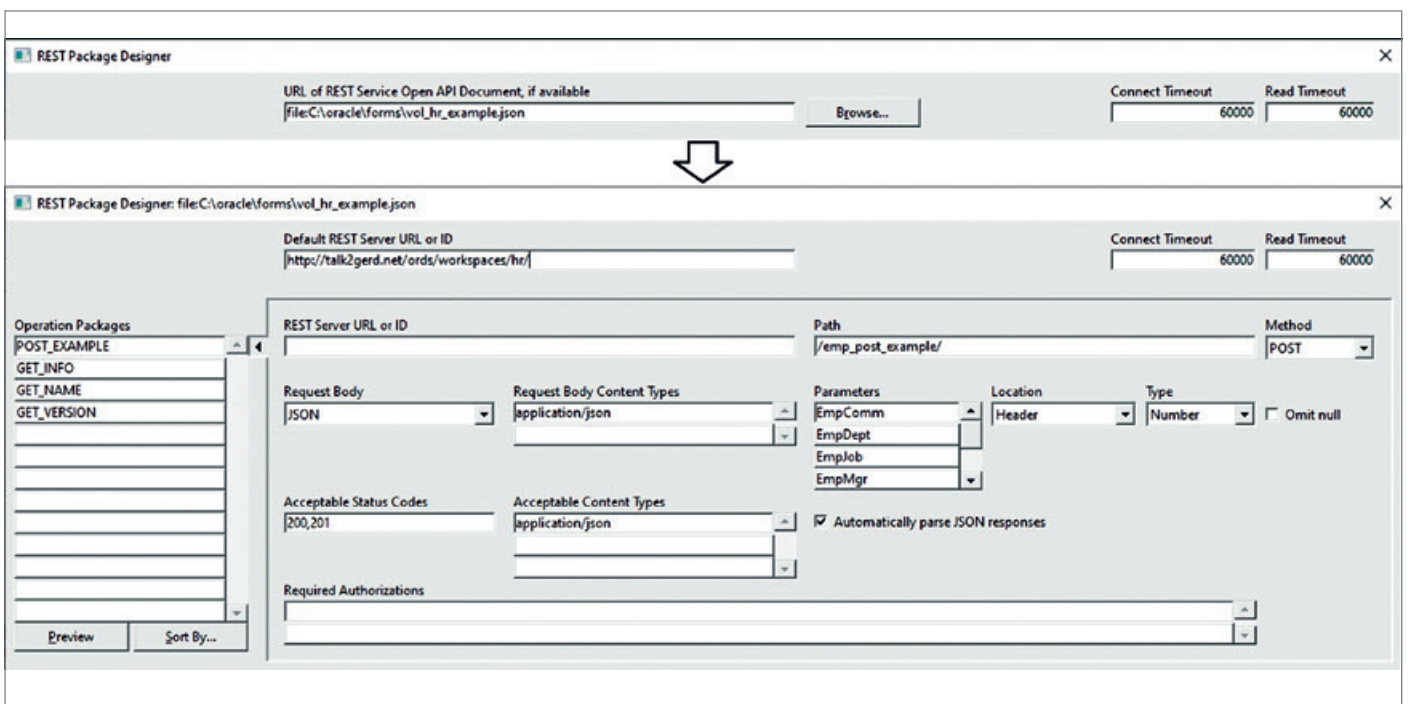 REST Package Designer
URL of REST Service Open API Document, if available
Connect Timeout Read Timeout
file:C:\oracle\forms\vol_hr_example.json Browse... 60000 60000
REST Package Designer: file:C:\oracle\forms\vol_hr_example.json
Default REST Server URL or ID Connect Timeout Read Timeout
http://talk2gerd.net/ords/workspaces/hr/ 60000 60000
Operation Packages
POST_EXAMPLE
GET_INFO
GET_NAME
GET_VERSION
Preview Sort By...
REST Server URL or ID Path Method
/emp_post_example/ POST
Request Body Request Body Content Types Parameters Location Type
JSON application/json EmpComm Header Number Omit null
EmpDept
EmpJob
EmpMgr
Acceptable Status Codes Acceptable Content Types
200,201 application/json Automatically parse JSON responses
Required Authorizations